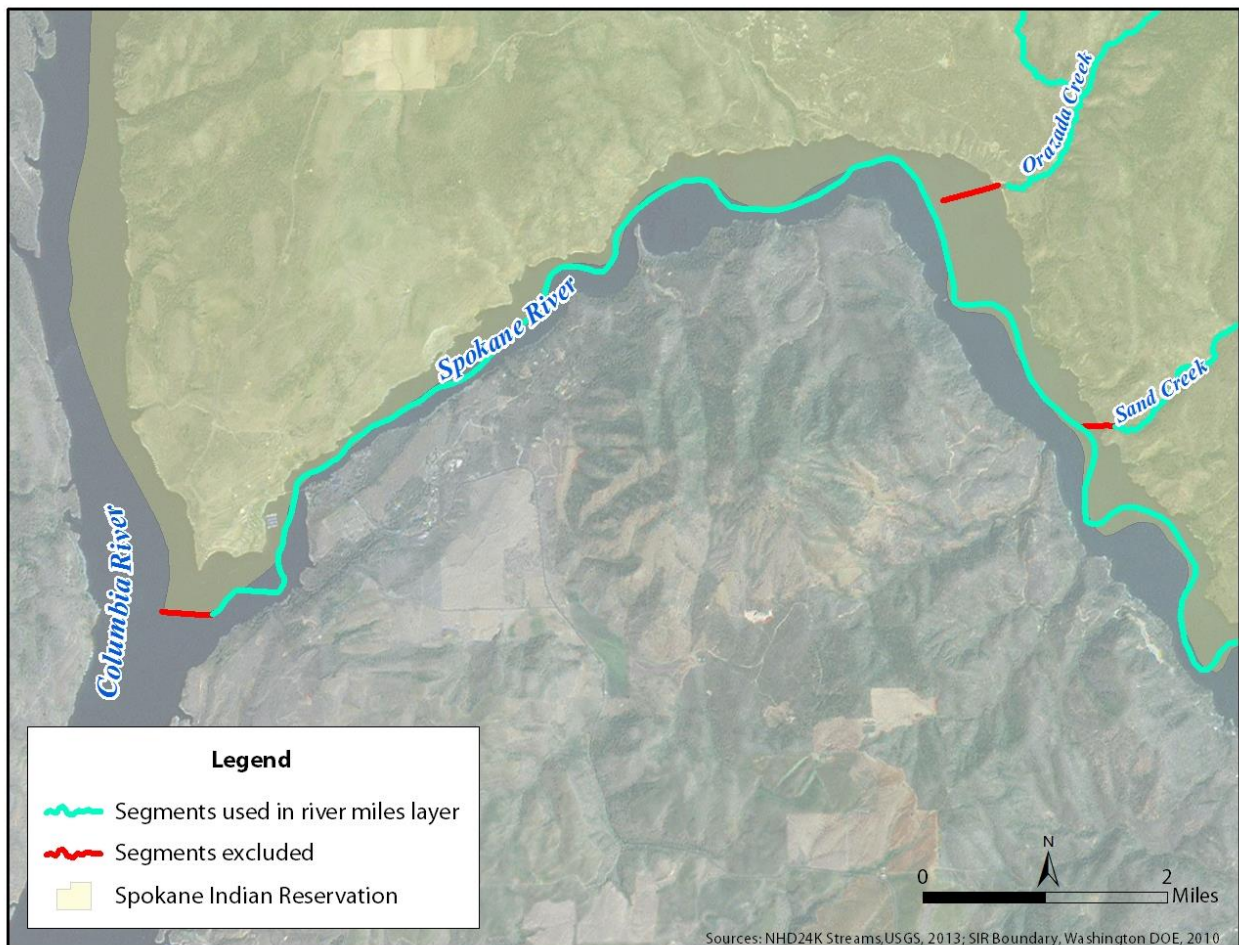 Orazada Creek
Spokane River
Sand Creek
Columbia River
Legend
Segments used in river miles layer
Segments excluded
Spokane Indian Reservation
N
0 2
Miles
Sources: NHD24K Streams,USGS, 2013; SIR Boundary, Washington DOE, 2010